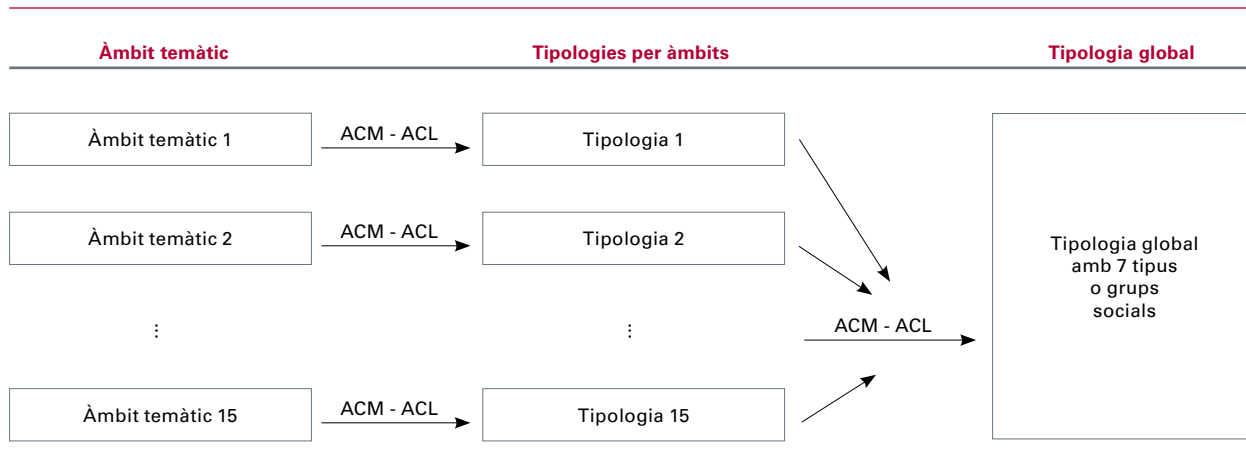 Àmbit temàtic
Tipologies per àmbits
Tipologia global
Àmbit temàtic 1
ACM - ACL
Tipologia 1
Àmbit temàtic 2
ACM - ACL
Tipologia 2
Tipologia global
amb 7 tipus
o grups
socials
⋮
⋮
ACM - ACL
Àmbit temàtic 15
ACM - ACL
Tipologia 15